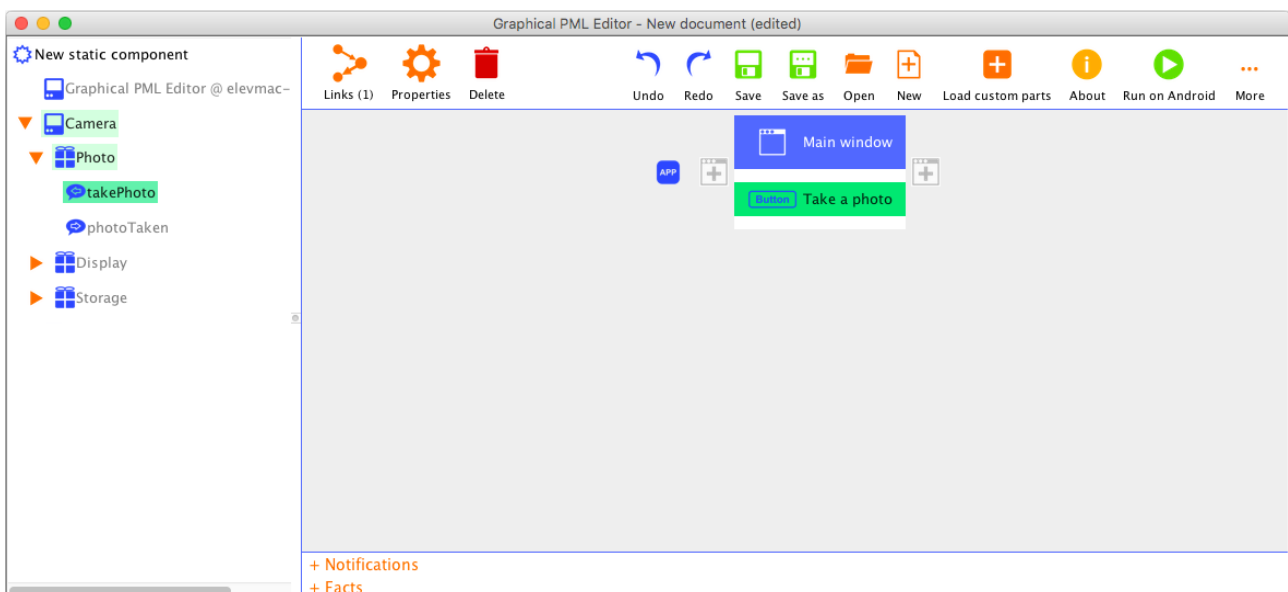 Graphical PML Editor - New document (edited)
New static component
Graphical PML Editor @ elevmac-
Camera
Photo
takePhoto
photoTaken
Display
Storage
Links (1) Properties Delete Undo Redo Save Save as Open New Load custom parts About Run on Android More
Main window
APP
Button Take a photo
+ Notifications
+ Facts